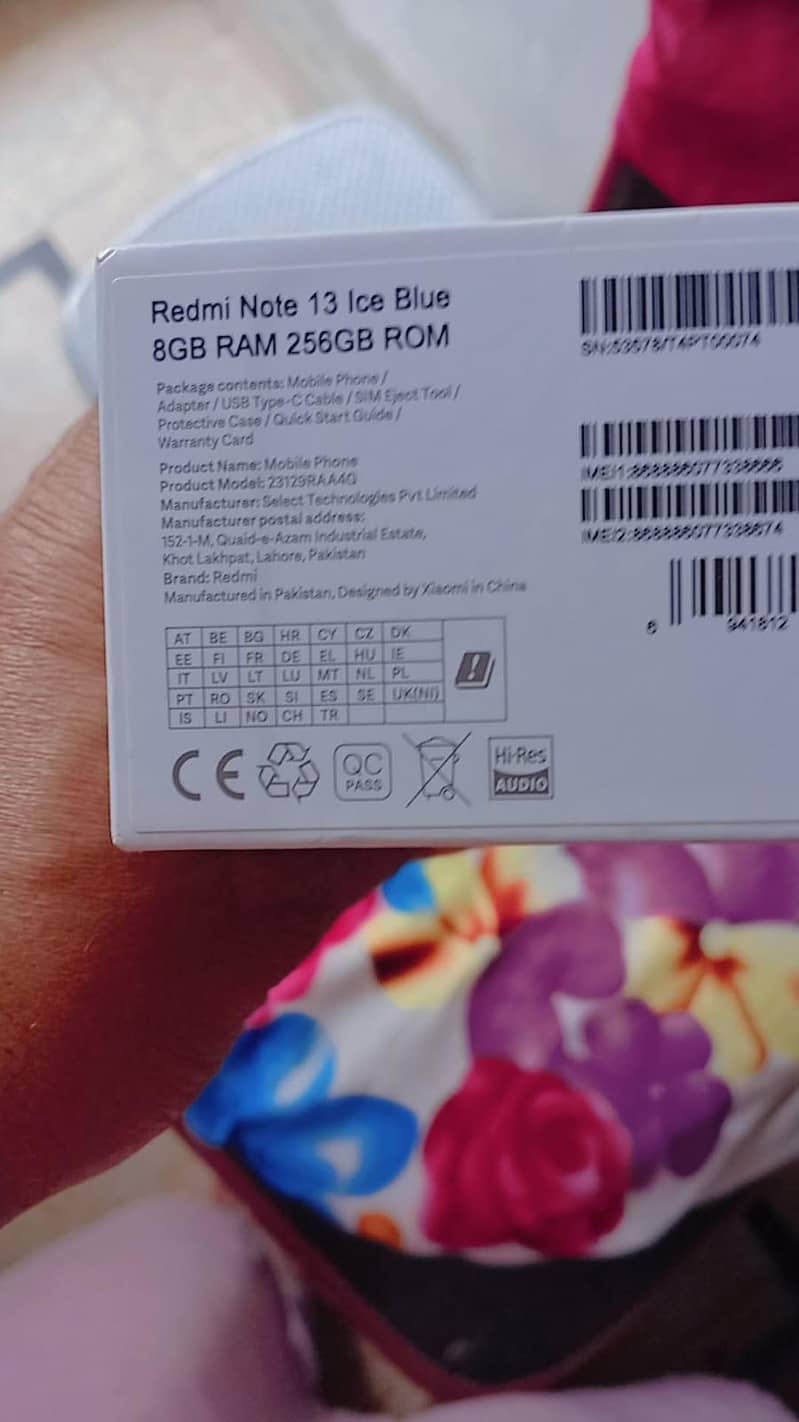 Redmi Note 13 Ice Blue
8GB RAM 256GB ROM
Package contents: Mobile Phone /
Adapter / USB Type-C Cable / SIM Eject Tool /
Protective Case / Quick Start Guide /
Warranty Card
Product Name: Mobile Phone
Product Model: 23129RAA4G
Manufacturer: Select Technologies Pvt Limited
Manufacturer postal address:
152-1-M, Quaid-e-Azam Industrial Estate,
Khot Lakhpat, Lahore, Pakistan
Brand: Redmi
Manufactured in Pakistan, Designed by Xiaomi in China
AT BE BG HR CY CZ DK
EE FI FR DE EL HU IE
IT LV LT LU MT NL PL
PT RO SK SI ES SE UK(NI)
IS LI NO CH TR
CE
QC
PASS
Hi-Res
AUDIO
SN:
IMEI1:
IMEI2:
6 941812